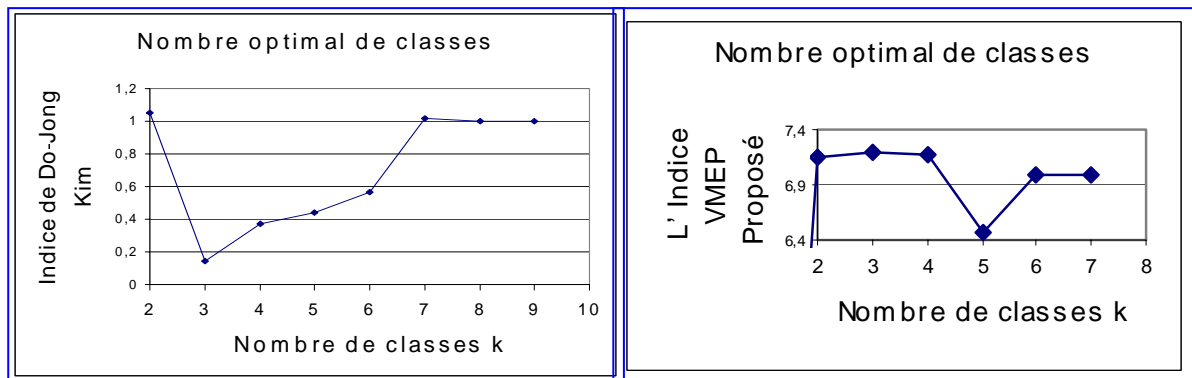 Nombre optimal de classes
Indice de Do-Jong
Kim
1,2
1
0,8
0,6
0,4
0,2
0
2 3 4 5 6 7 8 9 10
Nombre de classes k
Nombre optimal de classes
L' Indice
VMEP
Proposé
7,4
6,9
6,4
2 3 4 5 6 7 8
Nombre de classes k